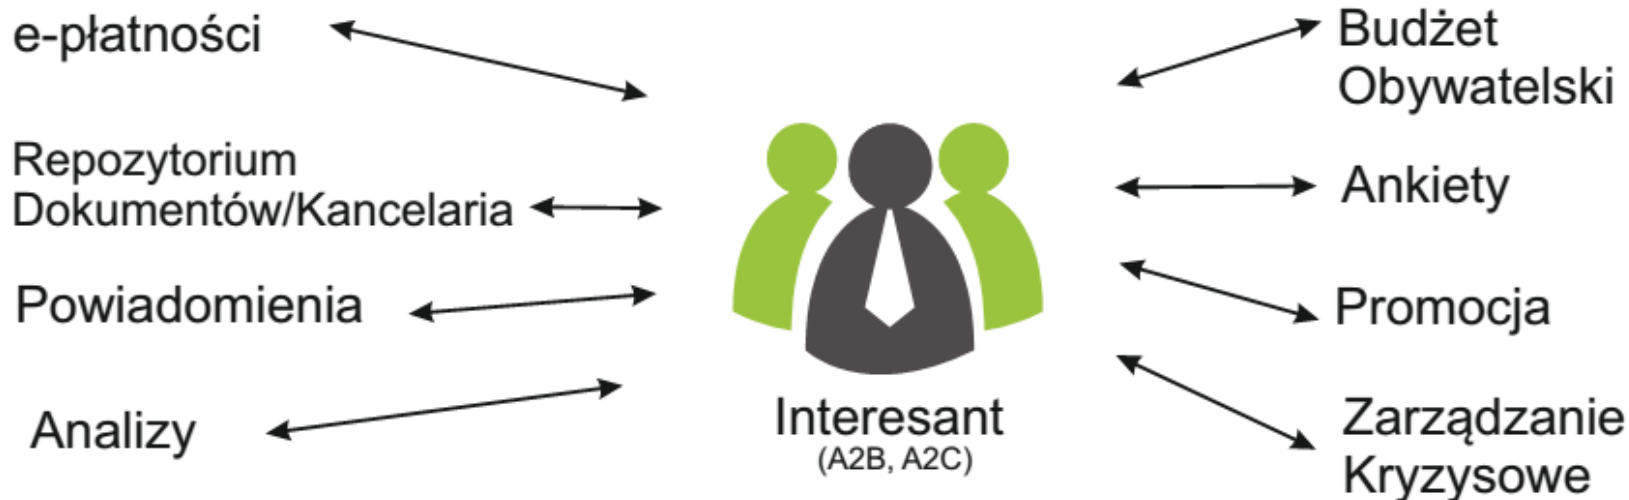 e-płatności
Repozytorium
Dokumentów/Kancelaria
Powiadomienia
Analizy
Interesant
(A2B, A2C)
Budżet
Obywatelski
Ankiety
Promocja
Zarządzanie
Kryzysowe